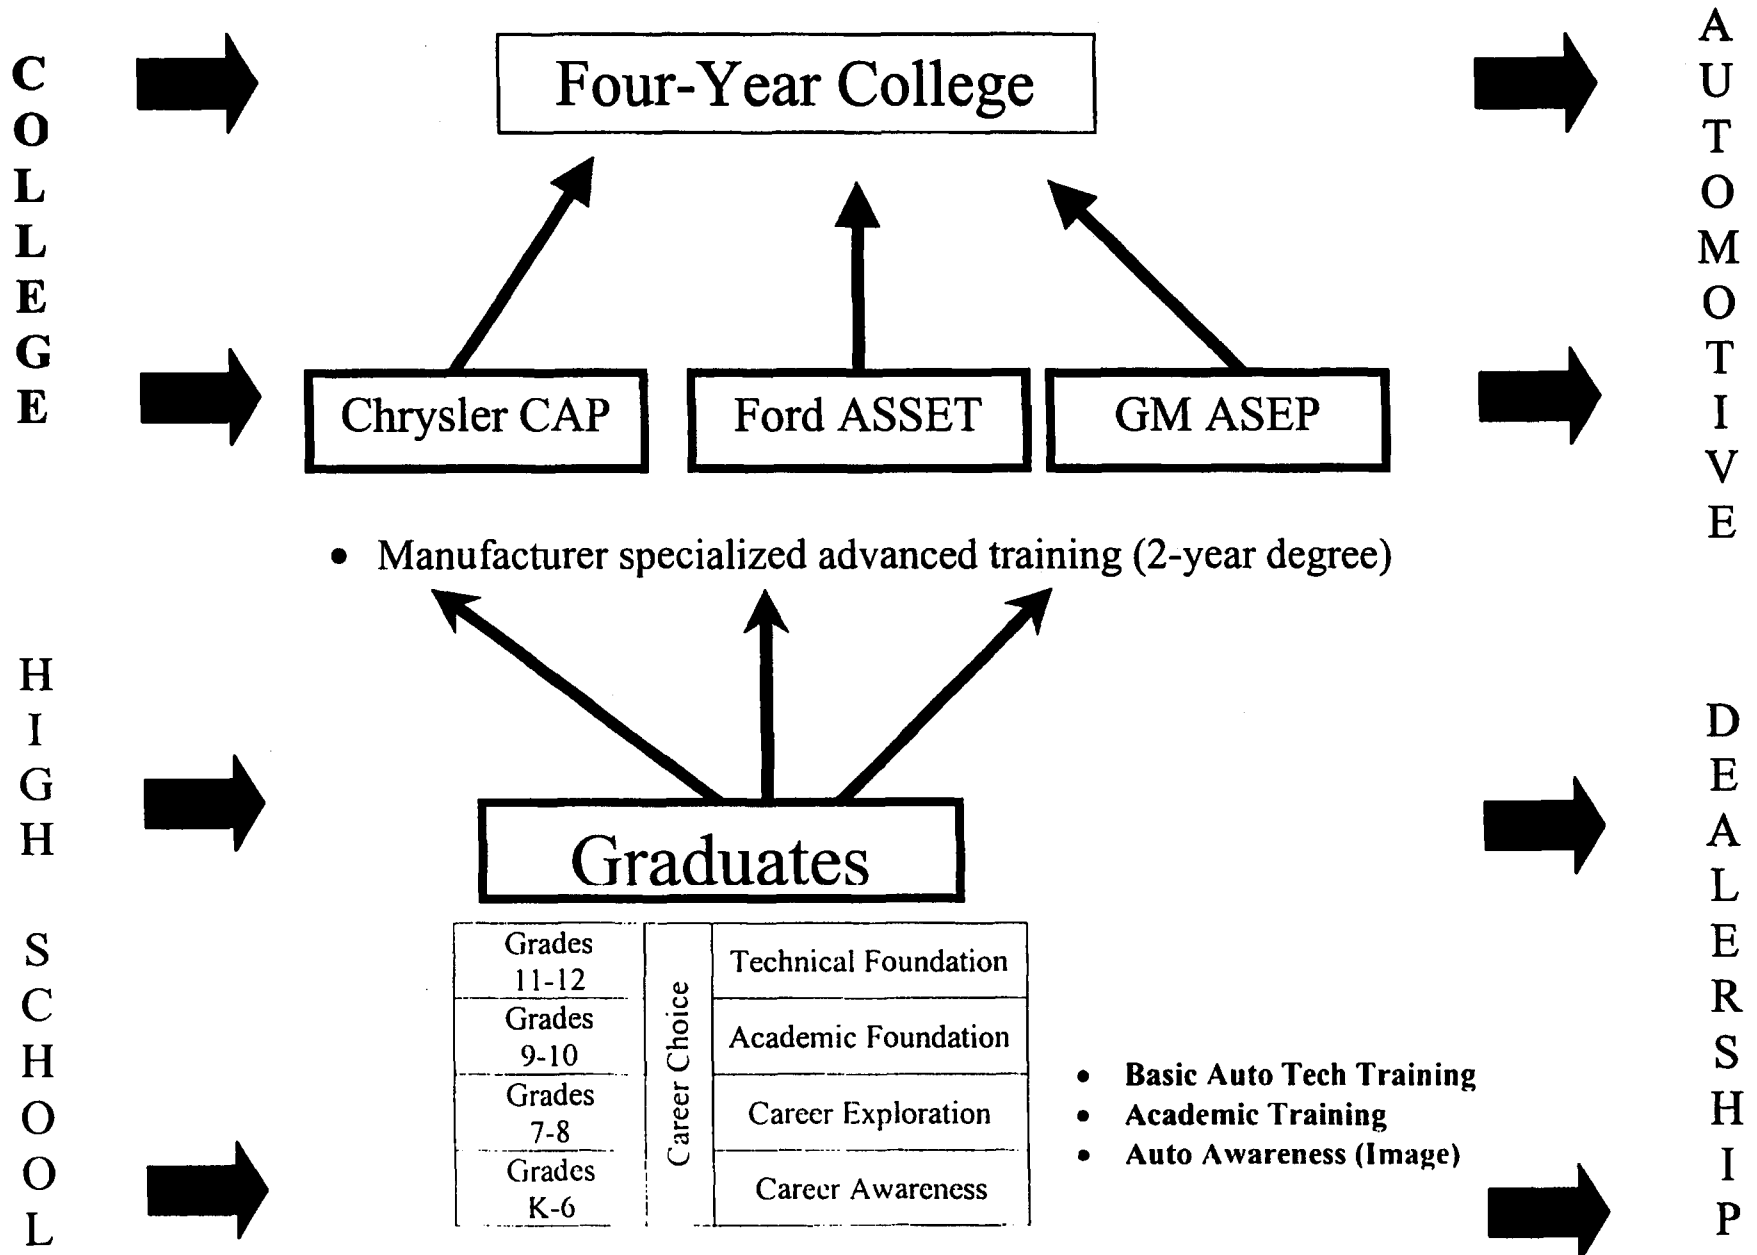 COLLEGE
HIGH SCHOOL
Four-Year College
Chrysler CAP
Ford ASSET
GM ASEP
• Manufacturer specialized advanced training (2-year degree)
Graduates
Grades
11-12
Technical Foundation
Grades
9-10
Academic Foundation
Grades
7-8
Career Exploration
Grades
K-6
Career Awareness
Career Choice
• Basic Auto Tech Training
• Academic Training
• Auto Awareness (Image)
AUTOMOTIVE
DEALERSHIP